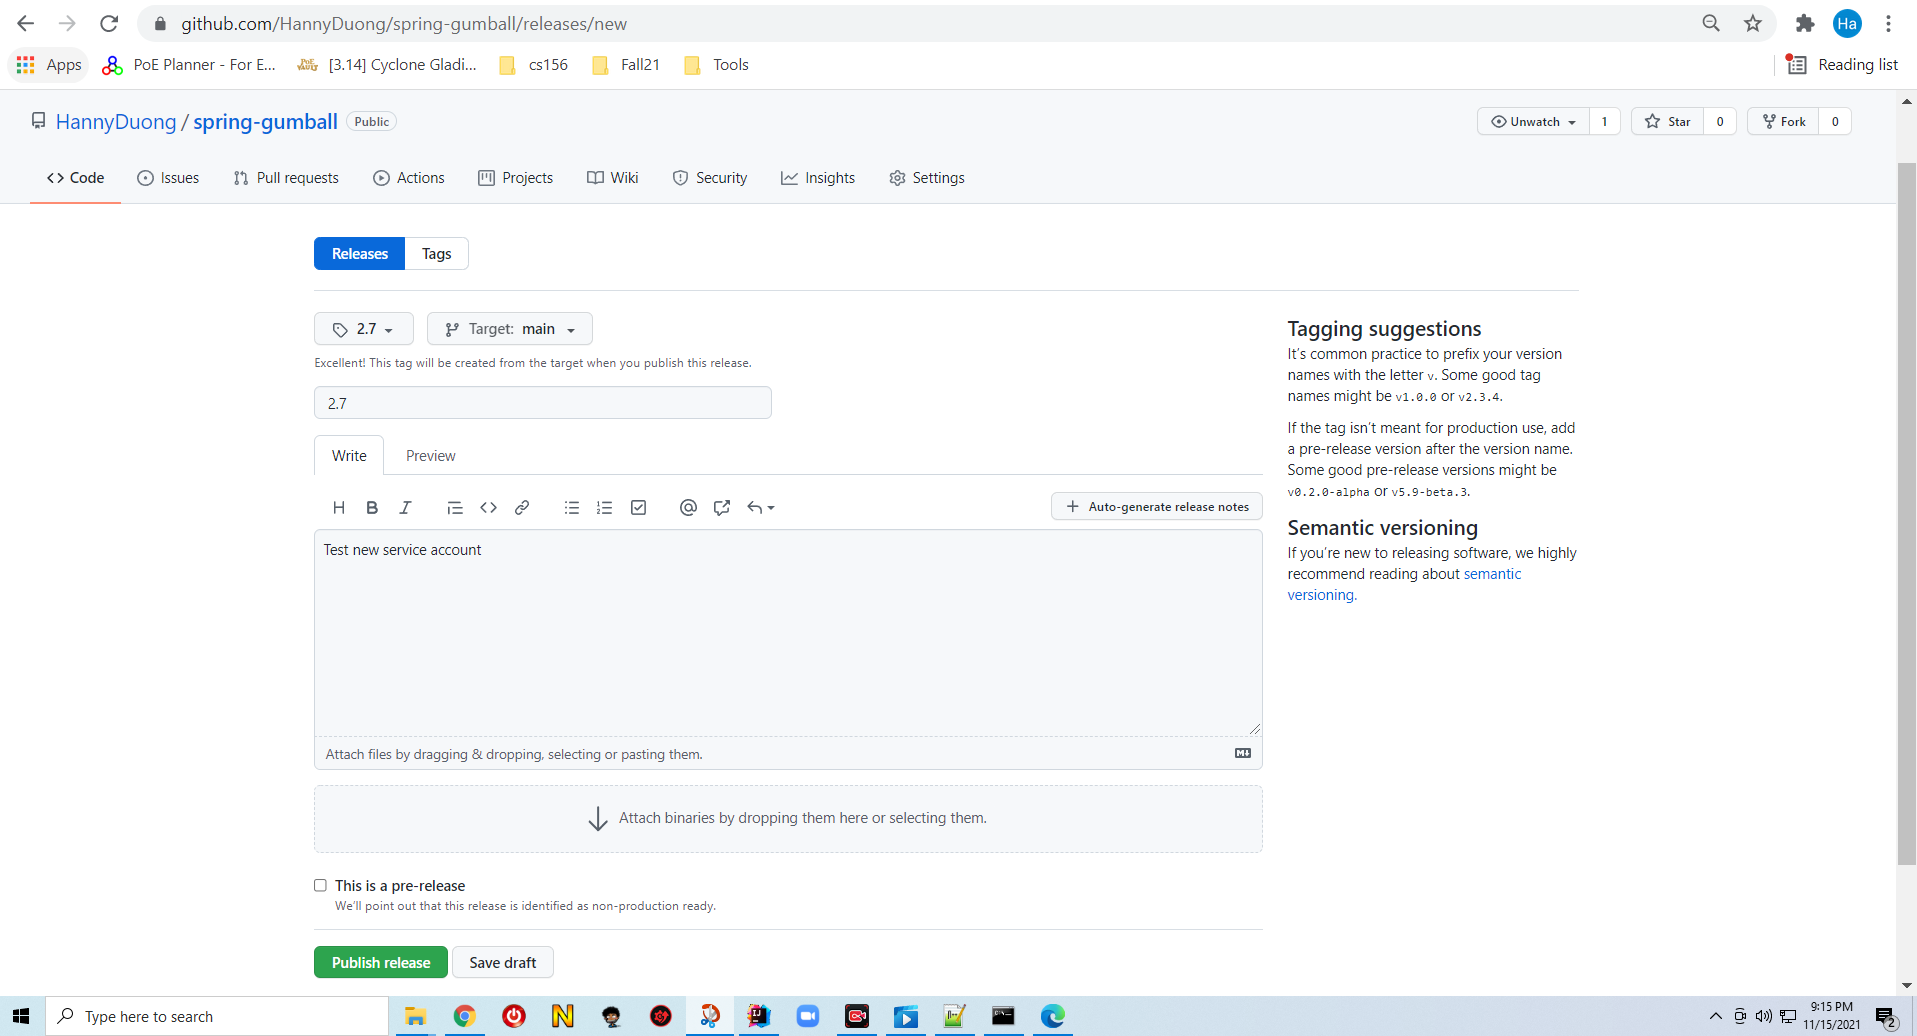 github.com/HannyDuong/spring-gumball/releases/new
Ha
Apps
PoE Planner - For E...
[3.14] Cyclone Gladi...
cs156
Fall21
Tools
Reading list
HannyDuong / spring-gumball
Public
Unwatch
1
Star
0
Fork
0
Code
Issues
Pull requests
Actions
Projects
Wiki
Security
Insights
Settings
Releases
Tags
2.7
Target: main
Excellent! This tag will be created from the target when you publish this release.
2.7
Write
Preview
Auto-generate release notes
Test new service account
Attach files by dragging & dropping, selecting or pasting them.
Attach binaries by dropping them here or selecting them.
This is a pre-release
We'll point out that this release is identified as non-production ready.
Publish release
Save draft
Tagging suggestions
It's common practice to prefix your version
names with the letter v. Some good tag
names might be v1.0.0 or v2.3.4.
If the tag isn't meant for production use, add
a pre-release version after the version name.
Some good pre-release versions might be
v0.2.0-alpha or v5.9-beta.3.
Semantic versioning
If you're new to releasing software, we highly
recommend reading about semantic
versioning.
Type here to search
9:15 PM
11/15/2021
2